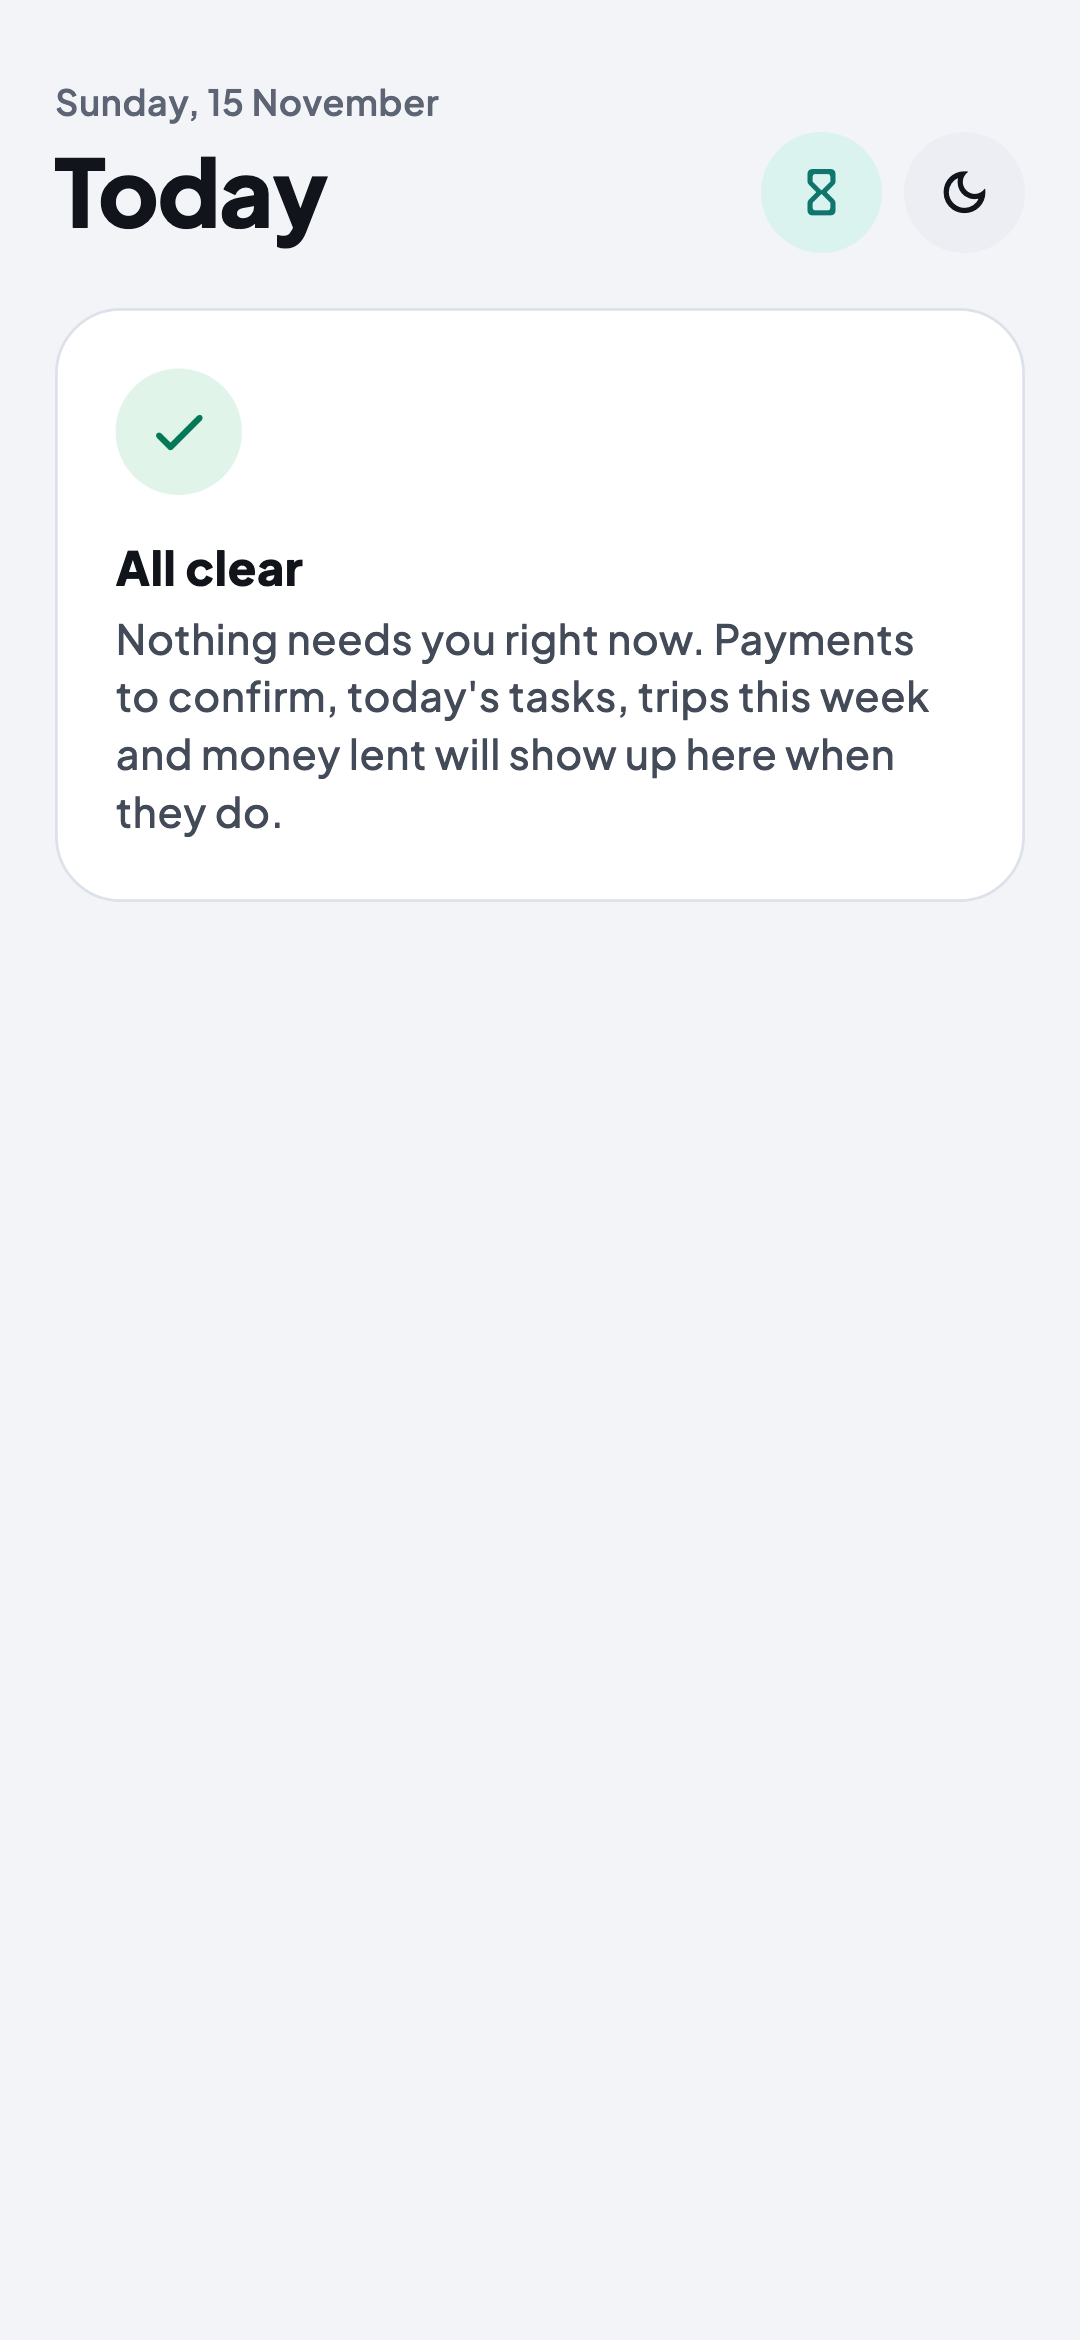 Sunday, 15 November
Today
All clear
Nothing needs you right now. Payments
to confirm, today's tasks, trips this week
and money lent will show up here when
they do.